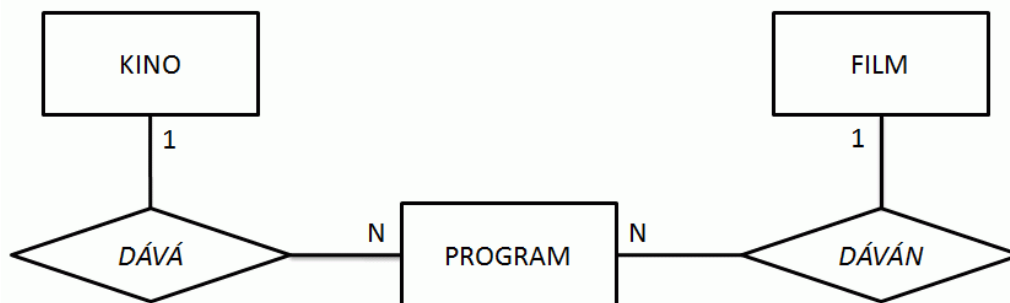 KINO
FILM
1
1
N
N
DÁVÁ
PROGRAM
DÁVÁN